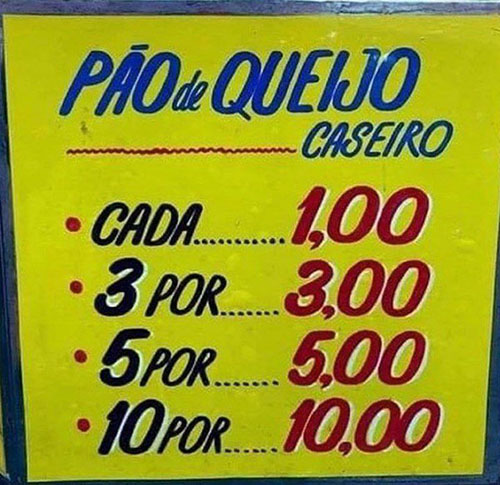 PÃO de QUEIJO
CASEIRO
• CADA.......... 1,00
• 3 POR....... 3,00
• 5 POR....... 5,00
• 10 POR...... 10,00